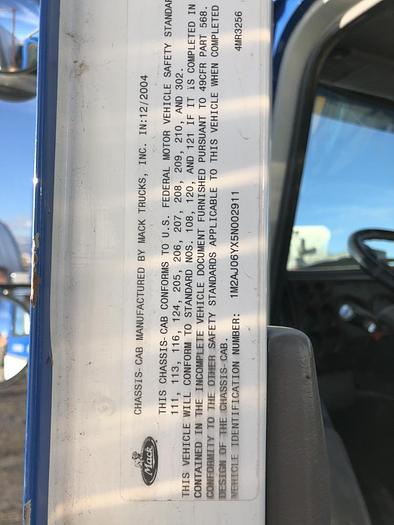 Mack
CHASSIS-CAB MANUFACTURED BY MACK TRUCKS, INC. IN:12/2004
THIS CHASSIS-CAB CONFORMS TO U.S. FEDERAL MOTOR VEHICLE SAFETY STANDAR
111, 113, 116, 124, 205, 206, 207, 208, 209, 210, AND 302.
THIS VEHICLE WILL CONFORM TO STANDARD NOS. 108, 120, AND 121 IF IT IS COMPLETED IN
CONTAINED IN THE INCOMPLETE VEHICLE DOCUMENT FURNISHED PURSUANT TO 49CFR PART 568.
CONFORMITY TO THE OTHER SAFETY STANDARDS APPLICABLE TO THIS VEHICLE WHEN COMPLETED
DESIGN OF THE CHASSIS-CAB.
VEHICLE IDENTIFICATION NUMBER: 1M2AJ06YX5N002911 4MR3256